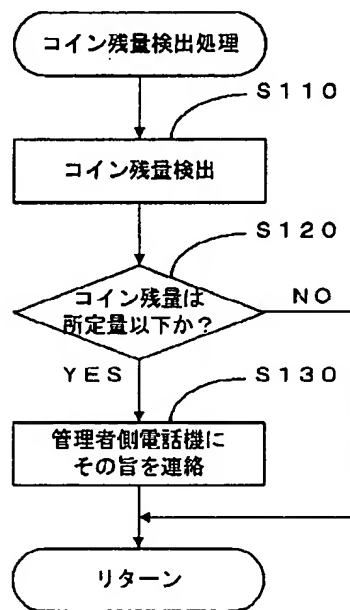 コイン残量検出処理
S110
コイン残量検出
S120
コイン残量は
所定量以下か?
NO
YES
S130
管理者側電話機に
その旨を連絡
リターン